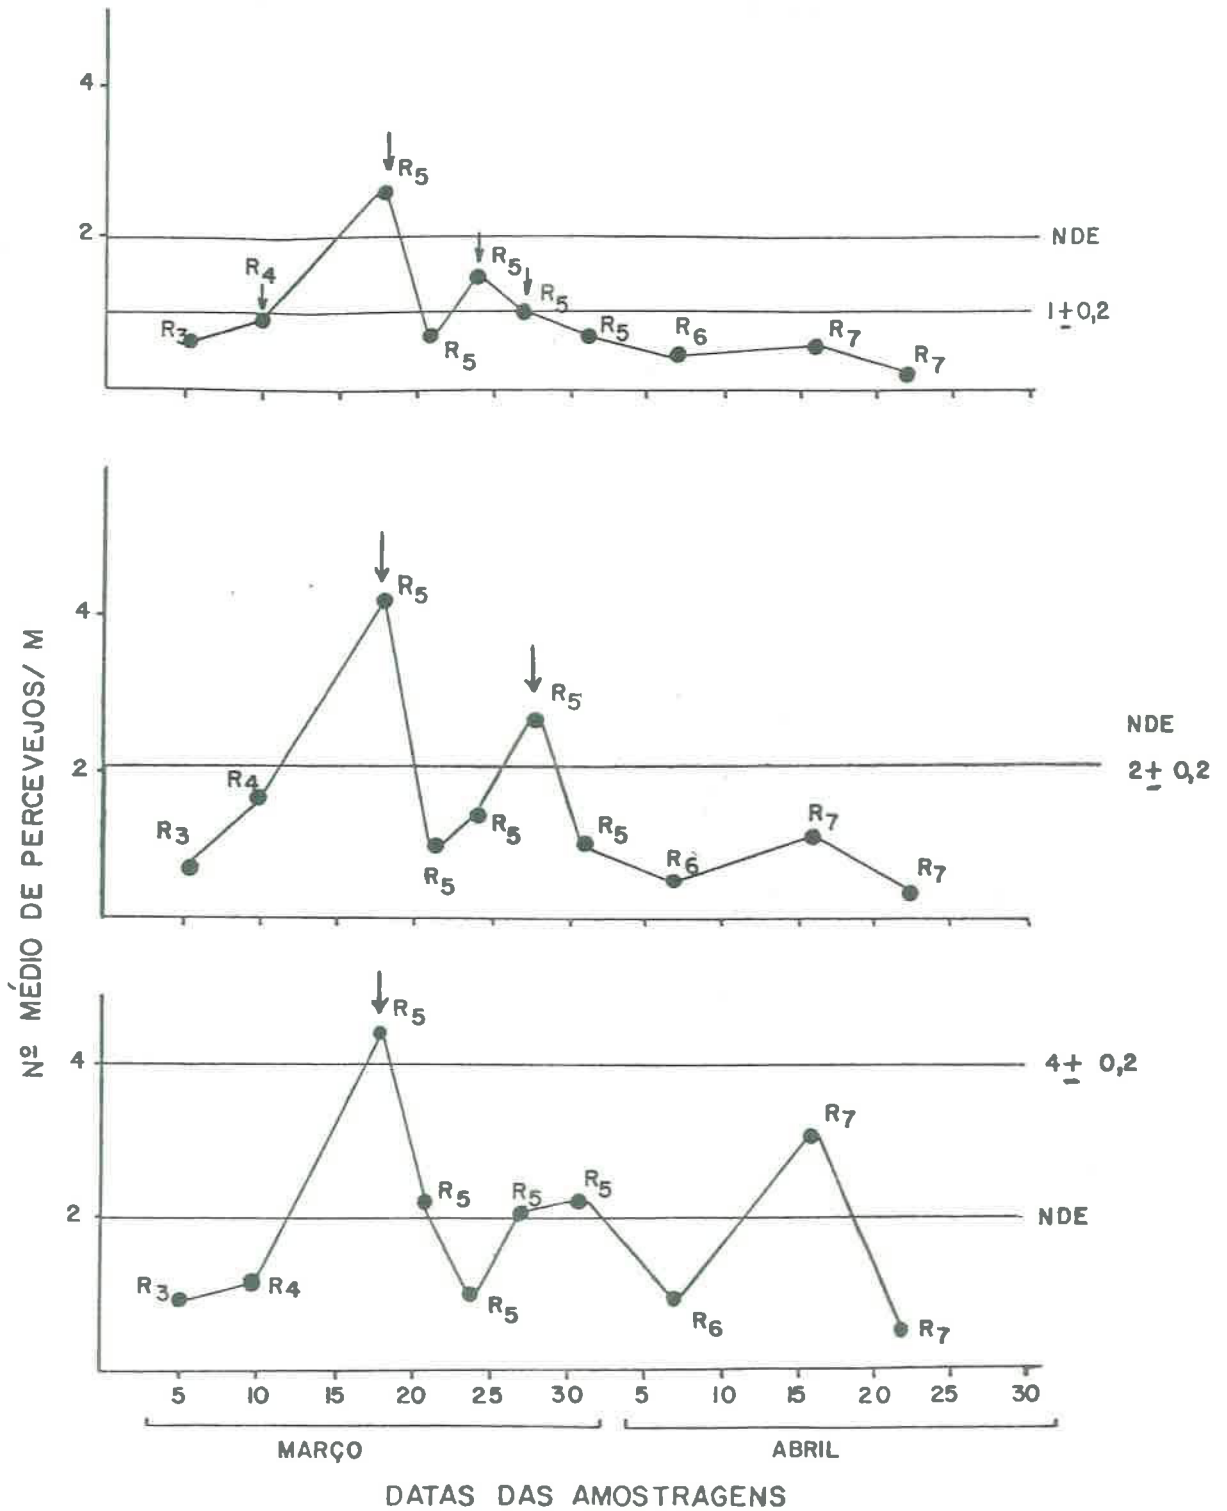 4
R5
2
NDE
R4
R5
R5
1±0,2
R3
R5
R5
R6
R7
R7
Nº MÉDIO DE PERCEVEJOS/ M
R5
4
R5
NDE
2
2± 0,2
R4
R3
R5
R5
R7
R5
R6
R7
R5
4
4± 0,2
R7
R5
R5
R5
2
NDE
R3
R4
R5
R6
R7
5 10 15 20 25 30 5 10 15 20 25 30
MARÇO ABRIL
DATAS DAS AMOSTRAGENS